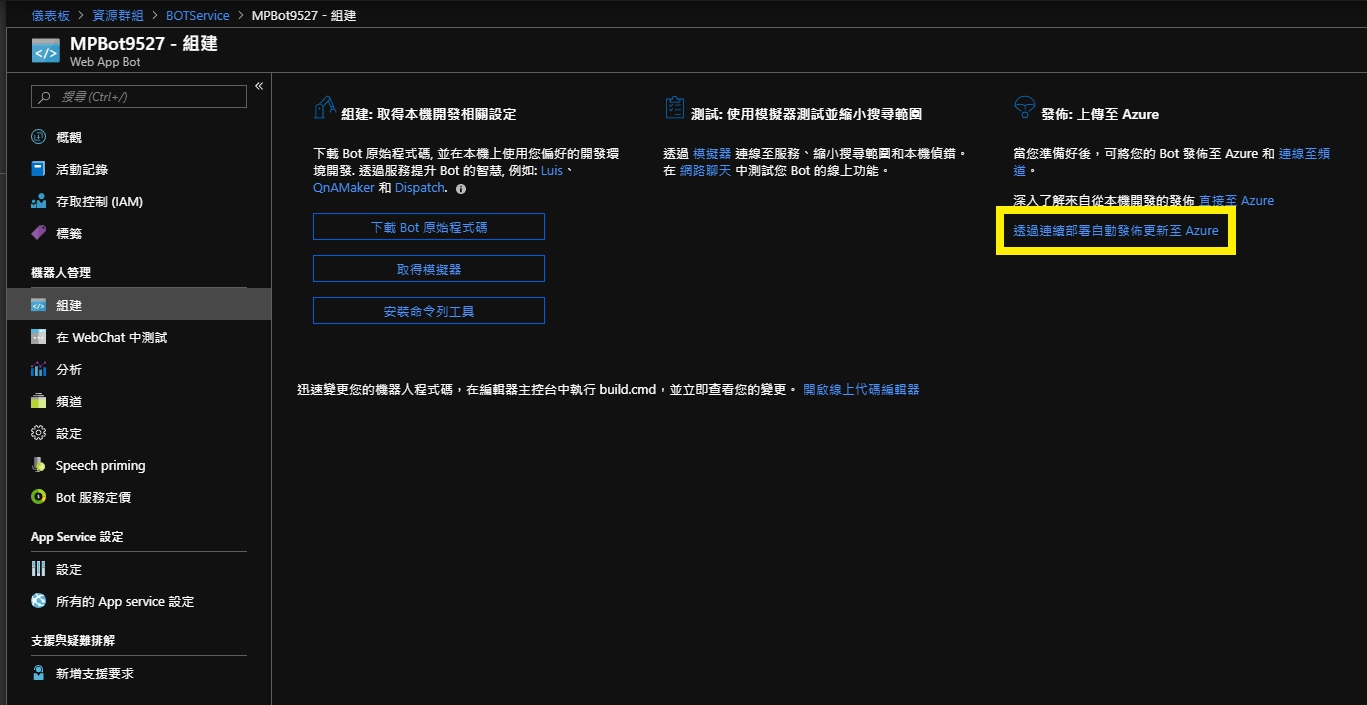 儀表板 > 資源群組 > BOTService > MPBot9527 - 組建
MPBot9527 - 組建
Web App Bot
搜尋 (Ctrl+/)
«
概觀
活動記錄
存取控制 (IAM)
標籤
機器人管理
組建
在 WebChat 中測試
分析
頻道
設定
Speech priming
Bot 服務定價
App Service 設定
設定
所有的 App service 設定
支援與疑難排解
新增支援要求
組建: 取得本機開發相關設定
下載 Bot 原始程式碼, 並在本機上使用您偏好的開發環
境開發. 透過服務提升 Bot 的智慧, 例如: Luis、
QnAMaker 和 Dispatch.
下載 Bot 原始程式碼
取得模擬器
安裝命令列工具
測試: 使用模擬器測試並縮小搜尋範圍
透過 模擬器 連線至服務、縮小搜尋範圍和本機偵錯。
在 網路聊天 中測試您 Bot 的線上功能。
發佈: 上傳至 Azure
當您準備好後，可將您的 Bot 發佈至 Azure 和 連線至頻
道。
深入了解來自從本機開發的發佈 直接至 Azure
透過連續部署自動發佈更新至 Azure
迅速變更您的機器人程式碼，在編輯器主控台中執行 build.cmd，並立即查看您的變更。 開啟線上代碼編輯器